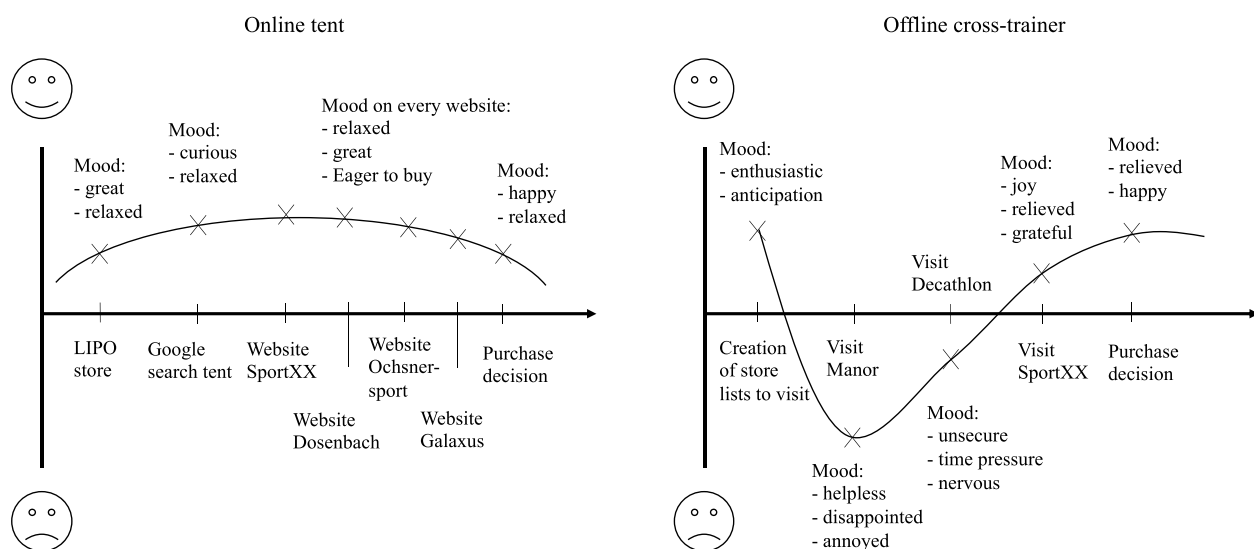 Online tent
Mood:
- great
- relaxed
Mood:
- curious
- relaxed
Mood on every website:
- relaxed
- great
- Eager to buy
Mood:
- happy
- relaxed
LIPO
store
Google
search tent
Website
SportXX
Website
Dosenbach
Website
Ochsner-
sport
Website
Galaxus
Purchase
decision
Offline cross-trainer
Mood:
- enthusiastic
- anticipation
Mood:
- joy
- relieved
- grateful
Mood:
- relieved
- happy
Visit
Decathlon
Creation
of store
lists to visit
Visit
Manor
Visit
SportXX
Purchase
decision
Mood:
- unsecure
- time pressure
- nervous
Mood:
- helpless
- disappointed
- annoyed